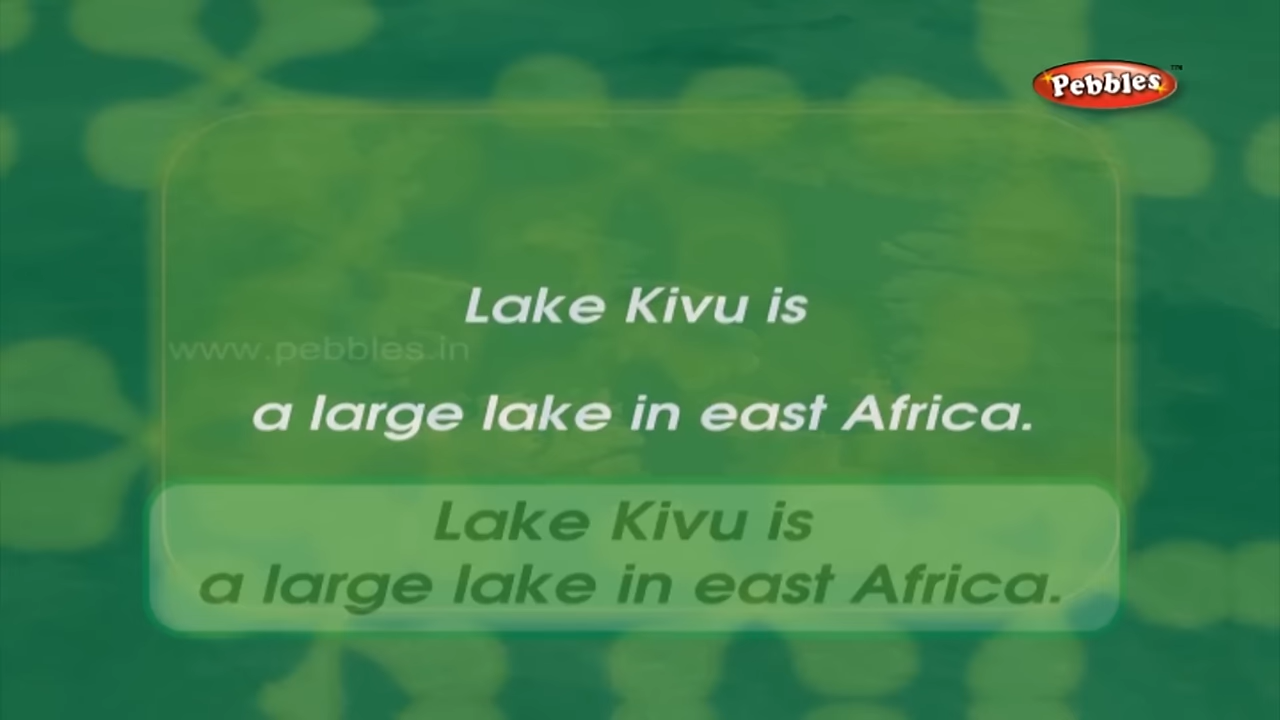 Pebbles™
Lake Kivu is
www.pebbles.in
a large lake in east Africa.
Lake Kivu is
a large lake in east Africa.